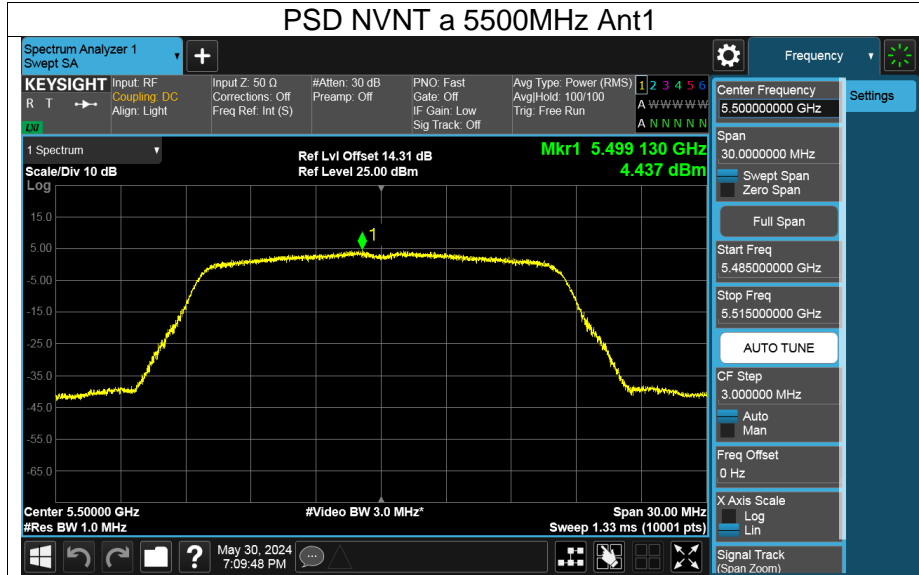 PSD NVNT a 5500MHz Ant1
Spectrum Analyzer 1
Swept SA
+
Frequency
KEYSIGHT
R T
LXI
Input: RF
Coupling: DC
Align: Light
Input Z: 50 Ω
Corrections: Off
Freq Ref: Int (S)
#Atten: 30 dB
Preamp: Off
PNO: Fast
Gate: Off
IF Gain: Low
Sig Track: Off
Avg Type: Power (RMS)
Avg|Hold: 100/100
Trig: Free Run
1 2 3 4 5 6
A W W W W W
A N N N N N
1 Spectrum
Scale/Div 10 dB
Log
Ref Lvl Offset 14.31 dB
Ref Level 25.00 dBm
Mkr1 5.499 130 GHz
4.437 dBm
15.0
5.00
-5.00
-15.0
-25.0
-35.0
-45.0
-55.0
-65.0
1
Center 5.50000 GHz
#Res BW 1.0 MHz
#Video BW 3.0 MHz*
Span 30.00 MHz
Sweep 1.33 ms (10001 pts)
?
May 30, 2024
7:09:48 PM
Center Frequency
5.500000000 GHz
Span
30.0000000 MHz
Swept Span
Zero Span
Full Span
Start Freq
5.485000000 GHz
Stop Freq
5.515000000 GHz
AUTO TUNE
CF Step
3.000000 MHz
Auto
Man
Freq Offset
0 Hz
X Axis Scale
Log
Lin
Signal Track
(Span Zoom)
Settings